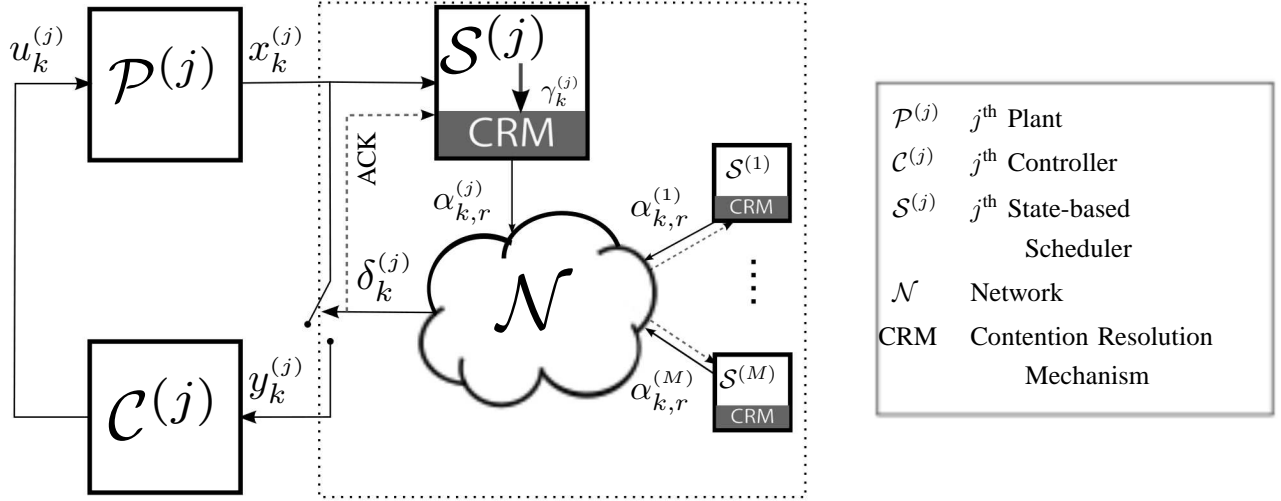 u_k^{(j)}
P^{(j)}
x_k^{(j)}
S^{(j)}
γ_k^{(j)}
CRM
ACK
α_{k,r}^{(j)}
δ_k^{(j)}
N
α_{k,r}^{(1)}
S^{(1)}
CRM
α_{k,r}^{(M)}
S^{(M)}
CRM
y_k^{(j)}
C^{(j)}
P^{(j)} j^{th} Plant
C^{(j)} j^{th} Controller
S^{(j)} j^{th} State-based
Scheduler
N Network
CRM Contention Resolution
Mechanism